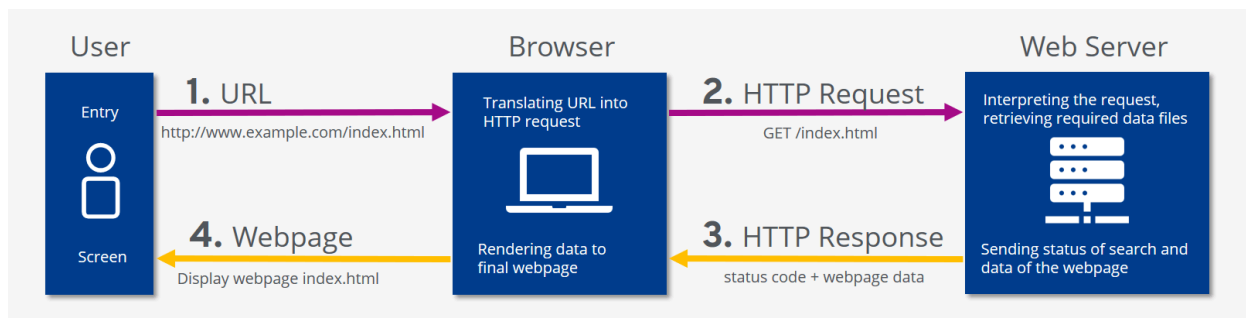 User
Browser
Web Server
Entry
1. URL
http://www.example.com/index.html
Translating URL into
HTTP request
2. HTTP Request
GET /index.html
Interpreting the request,
retrieving required data files
Screen
4. Webpage
Display webpage index.html
Rendering data to
final webpage
3. HTTP Response
status code + webpage data
Sending status of search and
data of the webpage